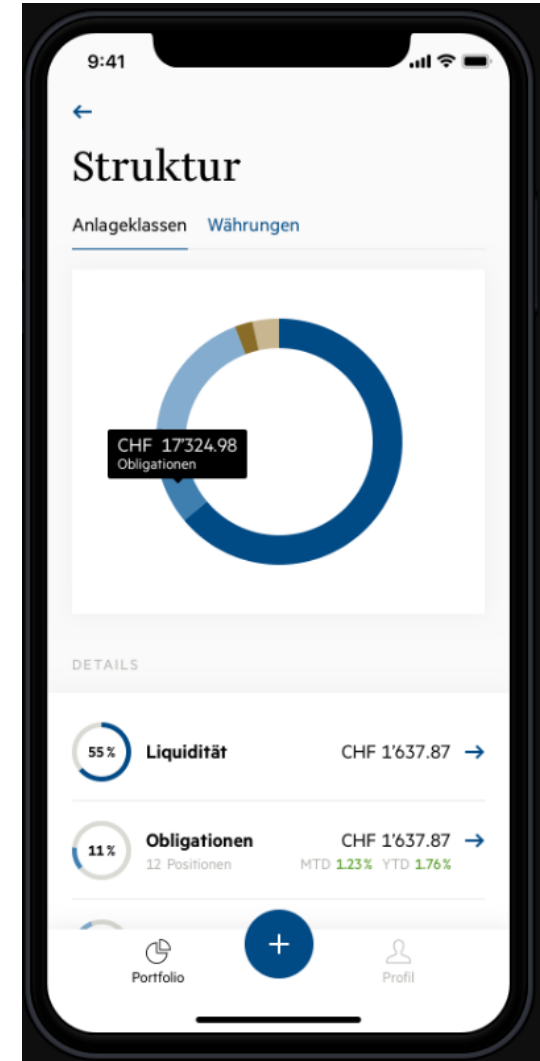 9:41
Struktur
Anlageklassen Währungen
CHF 17'324.98
Obligationen
DETAILS
55 % Liquidität CHF 1'637.87
11 % Obligationen CHF 1'637.87
12 Positionen MTD 1.23% YTD 1.76%
Portfolio Profil